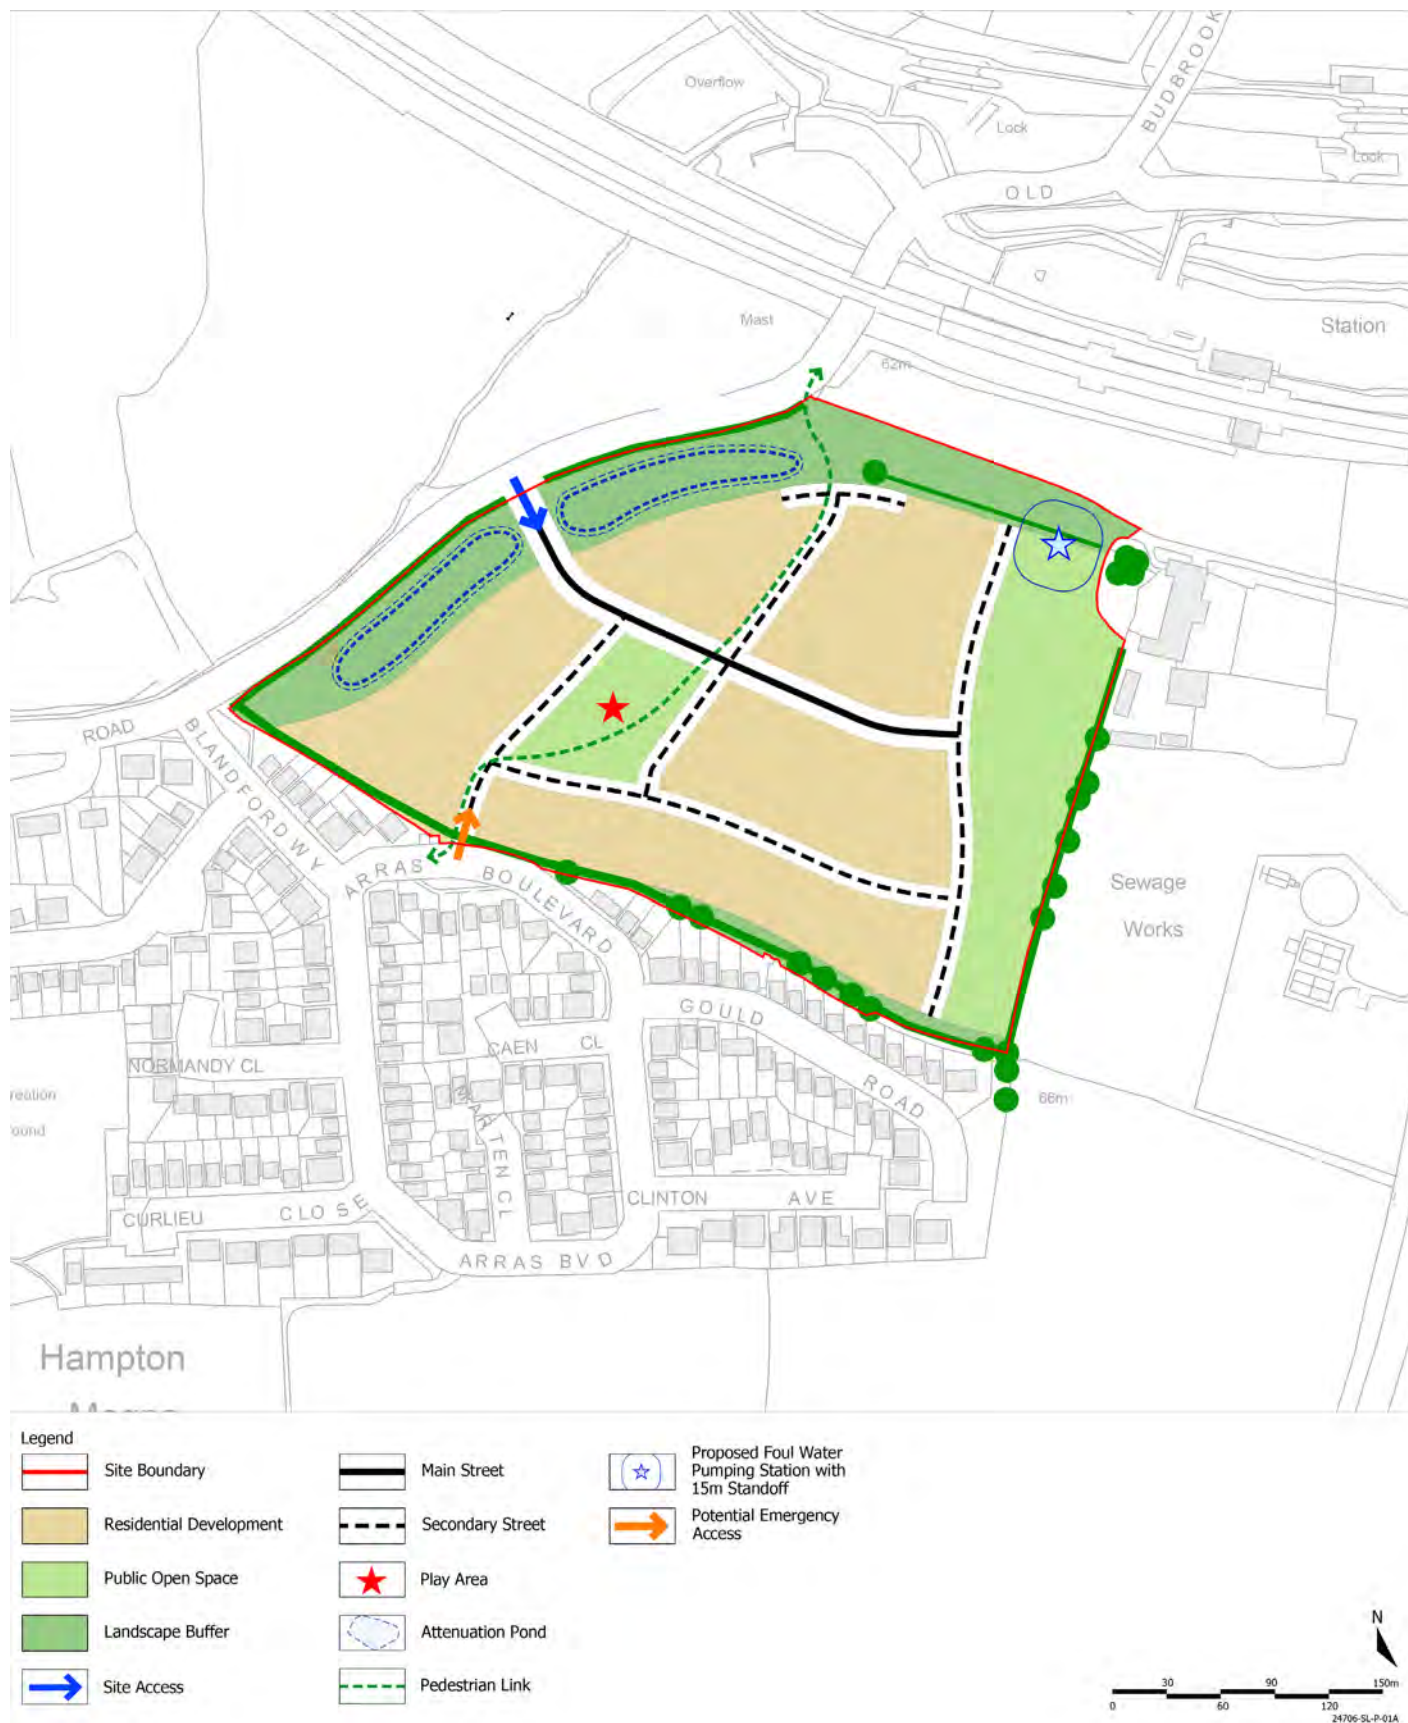 BUDBROOK
Overflow
Lock
Lock
OLD
Station
Mast
62m
ROAD
BLANDFORD WY
ARRAS
BOULEVARD
Sewage
Works
GOULD
ROAD
NORMANDY CL
CAEN CL
66m
CLINTON AVE
CURLIEU CLOSE
ARRAS BVD
Hampton
Legend
Site Boundary
Residential Development
Public Open Space
Landscape Buffer
Site Access
Main Street
Secondary Street
Play Area
Attenuation Pond
Pedestrian Link
Proposed Foul Water
Pumping Station with
15m Standoff
Potential Emergency
Access
N
30 90 150m
0 60 120
24706-SL-P-01A